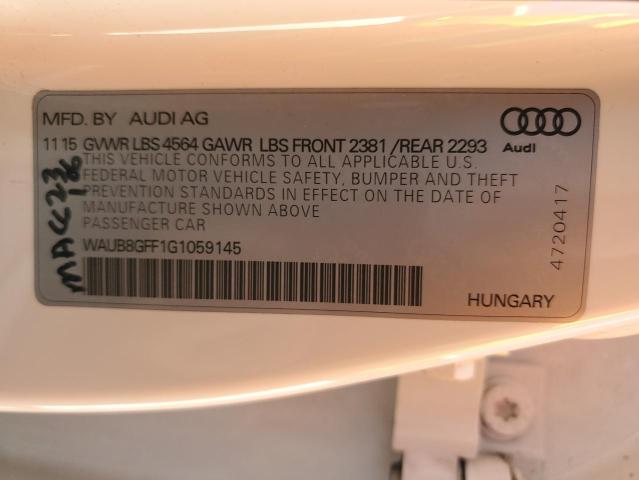 MFD. BY AUDI AG
11 15 GVWR LBS 4564 GAWR LBS FRONT 2381 /REAR 2293
THIS VEHICLE CONFORMS TO ALL APPLICABLE U.S.
FEDERAL MOTOR VEHICLE SAFETY, BUMPER AND THEFT
PREVENTION STANDARDS IN EFFECT ON THE DATE OF
MANUFACTURE SHOWN ABOVE
PASSENGER CAR
WAUB8GFF1G1059145
HUNGARY
Audi
4720417